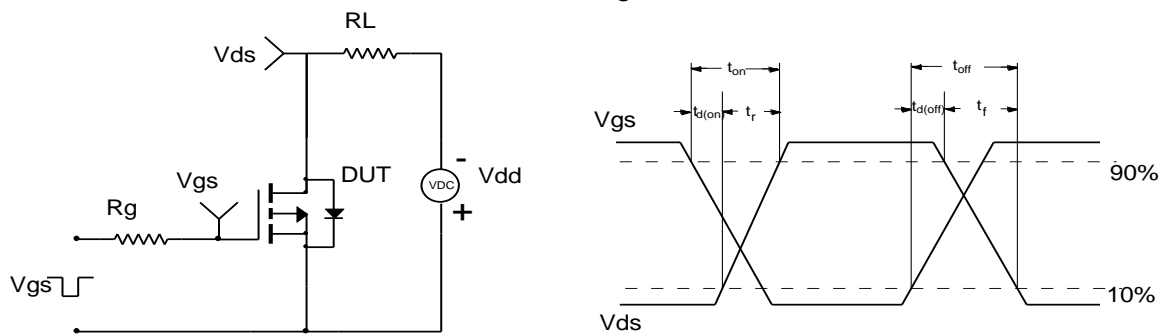 RL
Vds
Vgs
DUT
VDC
-
+
Vdd
Rg
Vgs
ton
toff
td(on)
tr
td(off)
tf
Vgs
90%
10%
Vds